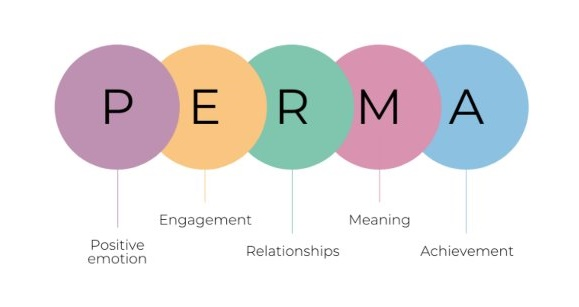 P E R M A
Engagement
Meaning
Positive
emotion
Relationships
Achievement